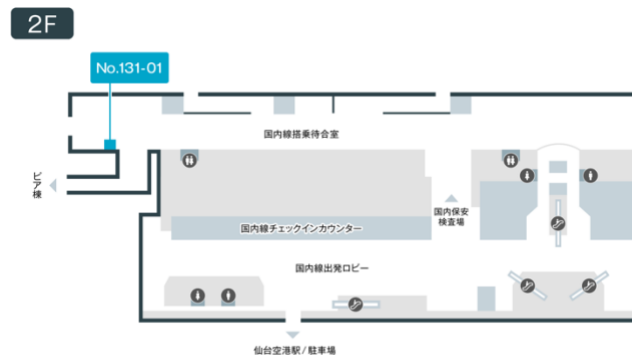 2F
No.131-01
国内線搭乗待合室
ピア棟
国内保安
検査場
国内線チェックインカウンター
国内線出発ロビー
仙台空港駅/駐車場